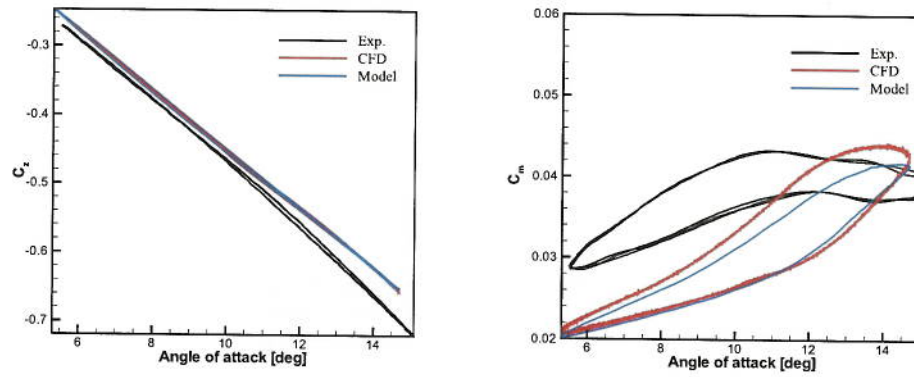 -0.3
-0.4
-0.5
-0.6
-0.7
C_z
Exp.
CFD
Model
6
8
10
12
14
Angle of attack [deg]
0.06
0.05
0.04
0.03
0.02
C_m
Exp.
CFD
Model
6
8
10
12
14
Angle of attack [deg]